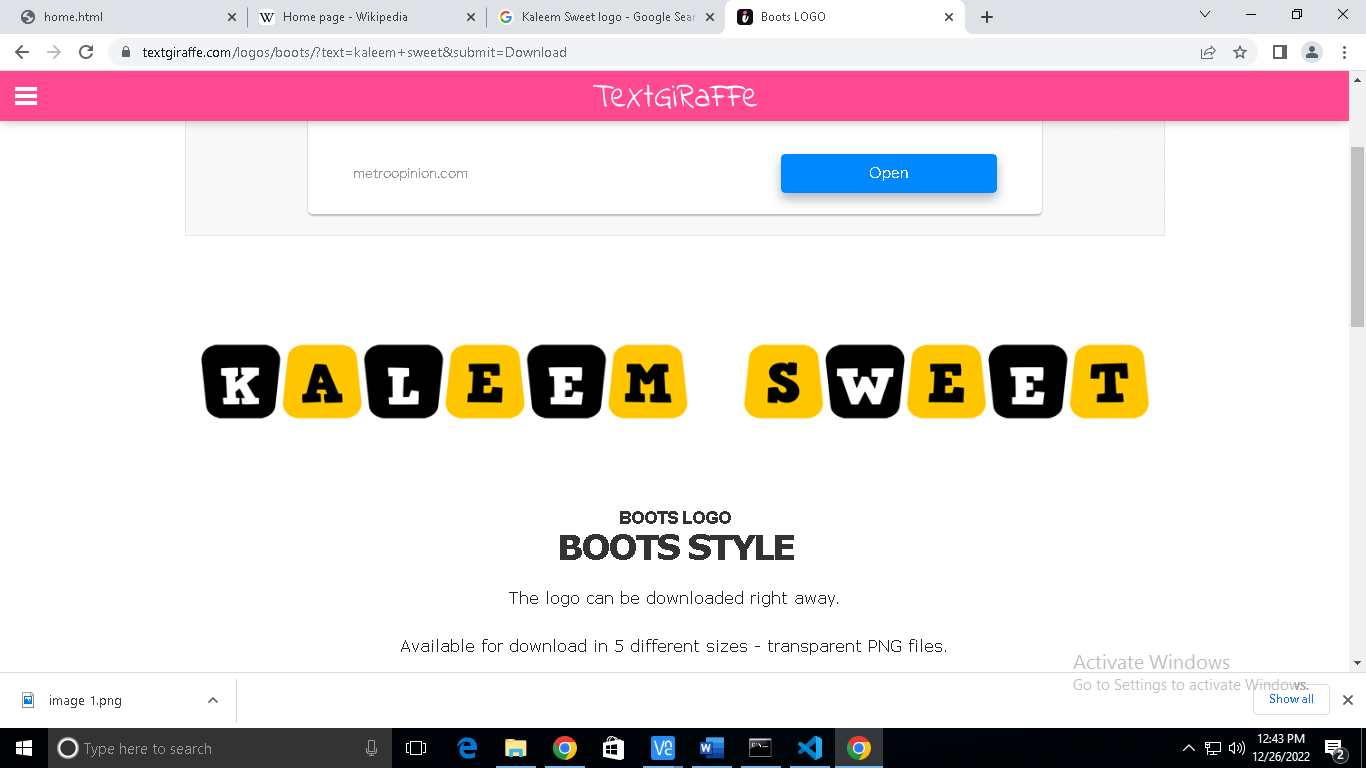 home.html
Home page - Wikipedia
Kaleem Sweet logo - Google Sear
Boots LOGO
textgiraffe.com/logos/boots/?text=kaleem+sweet&submit=Download
TextGiRaFFe
metroopinion.com
Open
KALEEM SWEET
BOOTS LOGO
BOOTS STYLE
The logo can be downloaded right away.
Available for download in 5 different sizes - transparent PNG files.
Activate Windows
Go to Settings to activate Windows.
image 1.png
Show all
Type here to search
12:43 PM
12/26/2022
2